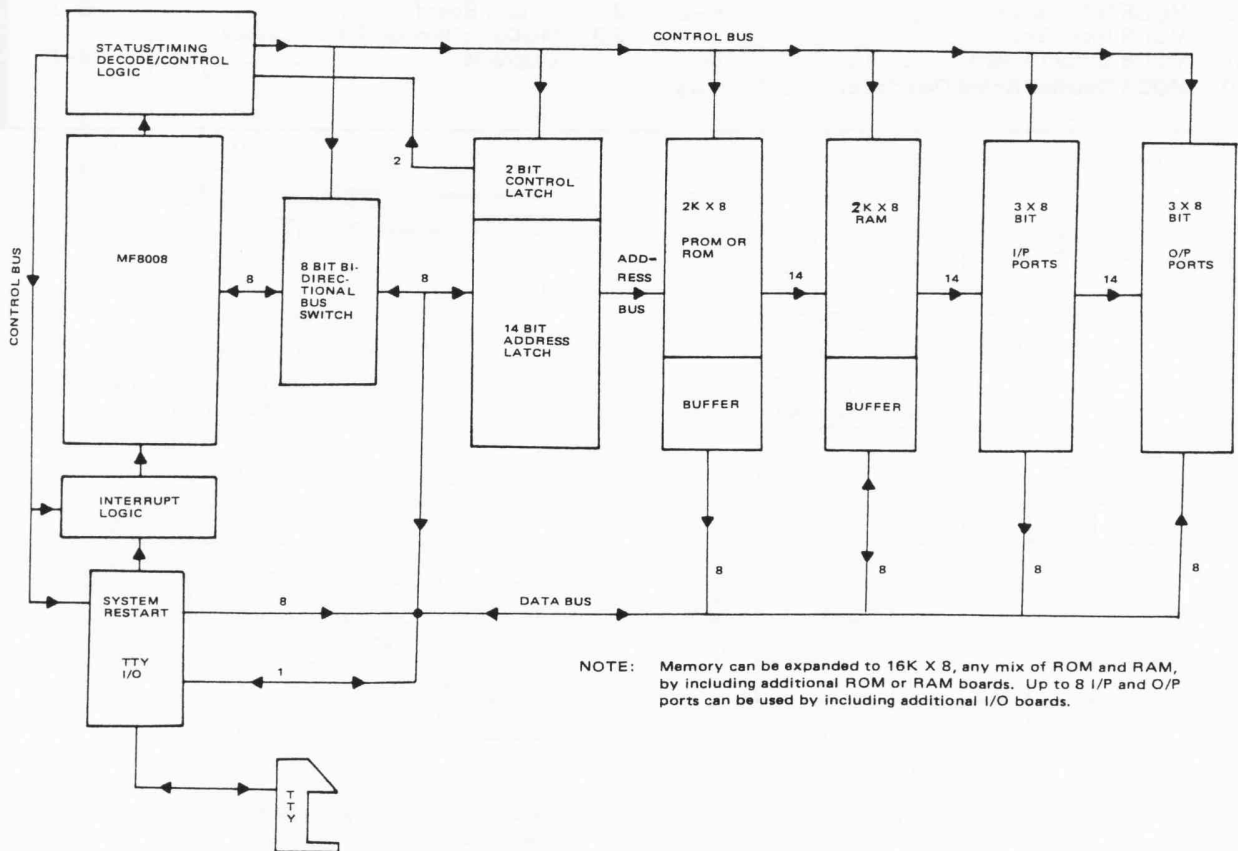 STATUS/TIMING
DECODE/CONTROL
LOGIC
CONTROL BUS
MF8008
CONTROL BUS
2
8
8 BIT BI-
DIREC-
TIONAL
BUS
SWITCH
8
2 BIT
CONTROL
LATCH
14 BIT
ADDRESS
LATCH
ADD-
RESS
BUS
2K X 8
PROM OR
ROM
BUFFER
14
2K X 8
RAM
BUFFER
14
3 X 8
BIT
I/P
PORTS
14
3 X 8
BIT
O/P
PORTS
INTERRUPT
LOGIC
SYSTEM
RESTART
TTY
I/O
8
DATA BUS
8
8
8
8
1
NOTE: Memory can be expanded to 16K X 8, any mix of ROM and RAM,
by including additional ROM or RAM boards. Up to 8 I/P and O/P
ports can be used by including additional I/O boards.
T
T
Y